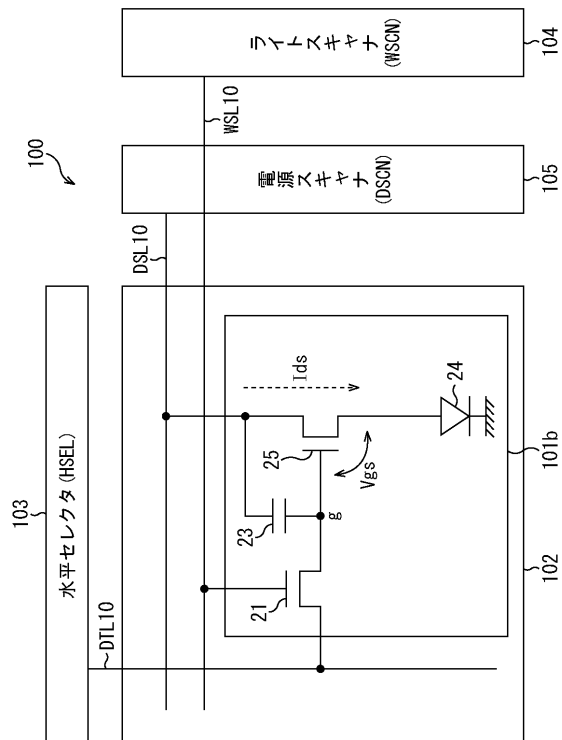 100
103
水平セレクタ(HSEL)
DTL10
DSL10
WSL10
ライトスキャナ
(WSCN)
104
電源スキャナ
(DSCN)
105
21
23
g
25
Vgs
Ids
24
101b
102